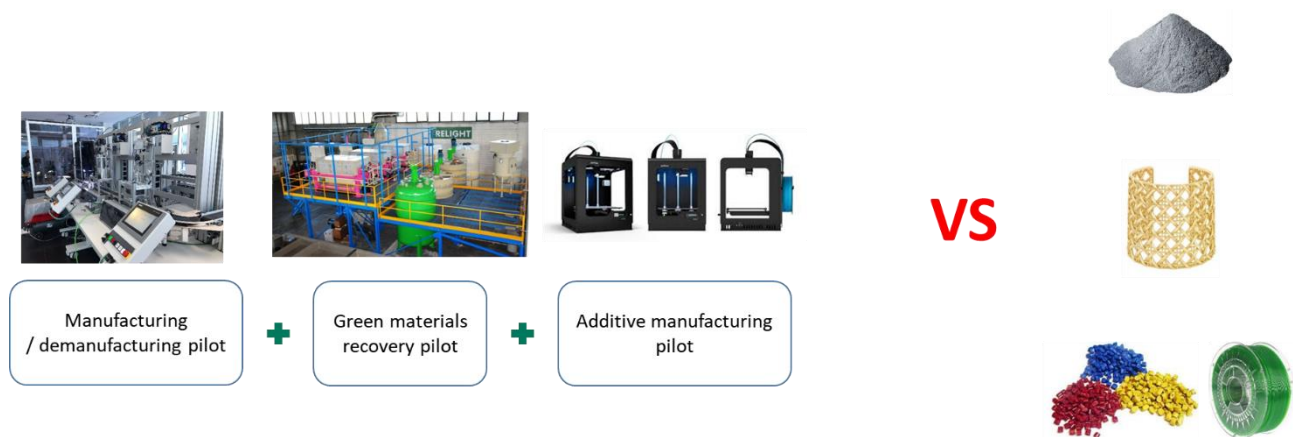 RELIGHT
VS
Manufacturing
/ demanufacturing pilot
Green materials
recovery pilot
Additive manufacturing
pilot